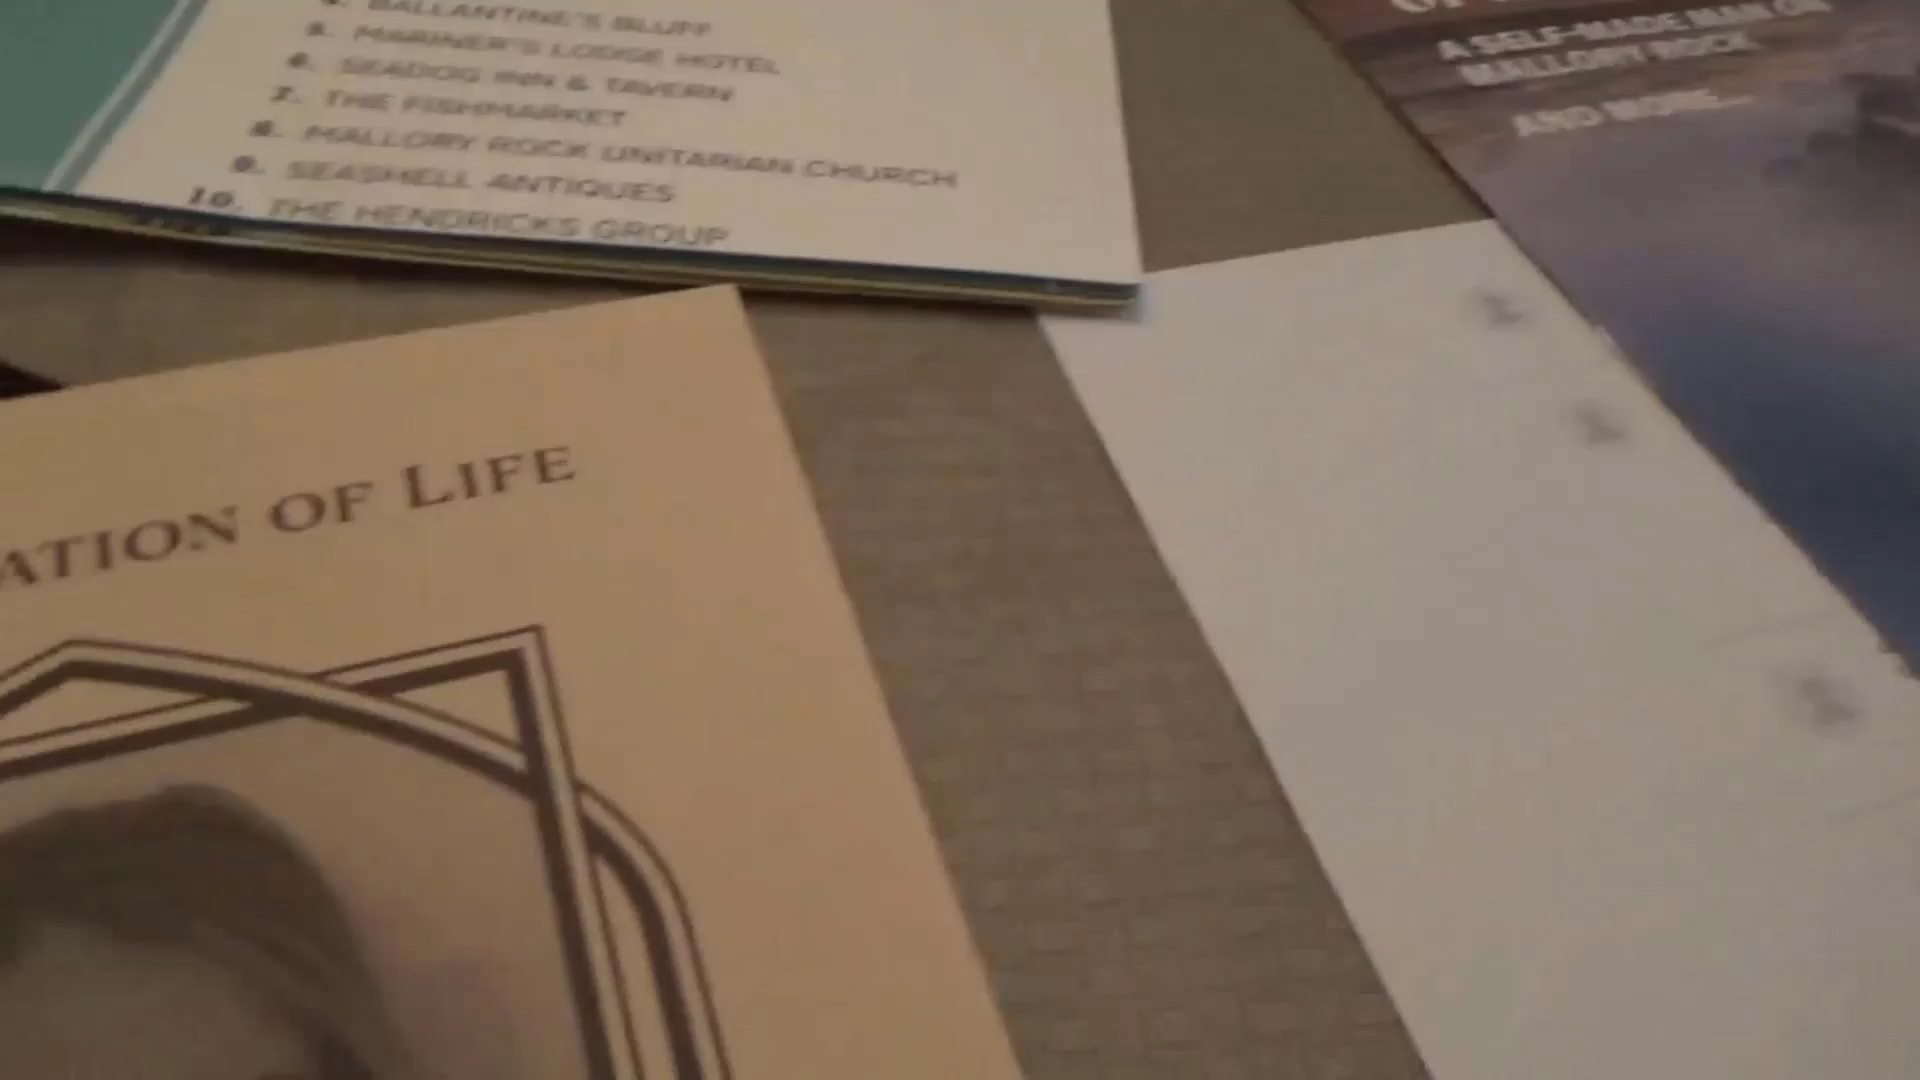 BALLANTINE'S BLUFF
5. MARINER'S LODGE HOTEL
6. SEADOG INN & TAVERN
7. THE FISHMARKET
8. MALLORY ROCK UNITARIAN CHURCH
9. SEASHELL ANTIQUES
10. THE HENDRICKS GROUP
A SELF-MADE MAN ON
MALLORY ROCK
AND MORE...
ATION OF LIFE